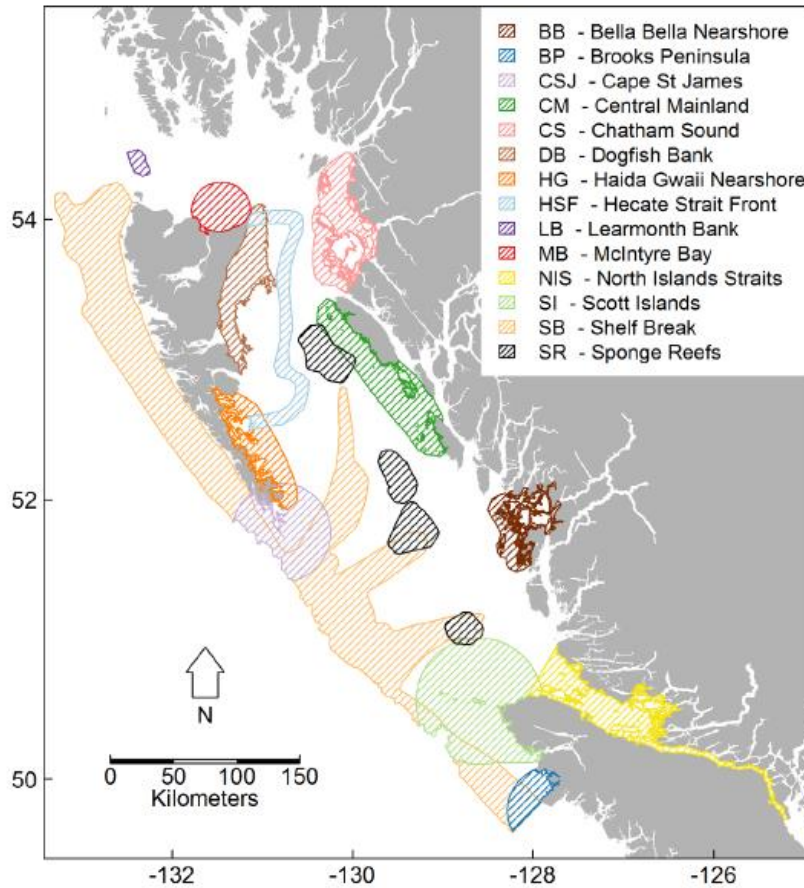 BB - Bella Bella Nearshore
BP - Brooks Peninsula
CSJ - Cape St James
CM - Central Mainland
CS - Chatham Sound
DB - Dogfish Bank
HG - Haida Gwaii Nearshore
HSF - Hecate Strait Front
LB - Learmonth Bank
MB - McIntyre Bay
NIS - North Islands Straits
SI - Scott Islands
SB - Shelf Break
SR - Sponge Reefs
54
52
50
N
0 50 100 150
Kilometers
-132 -130 -128 -126